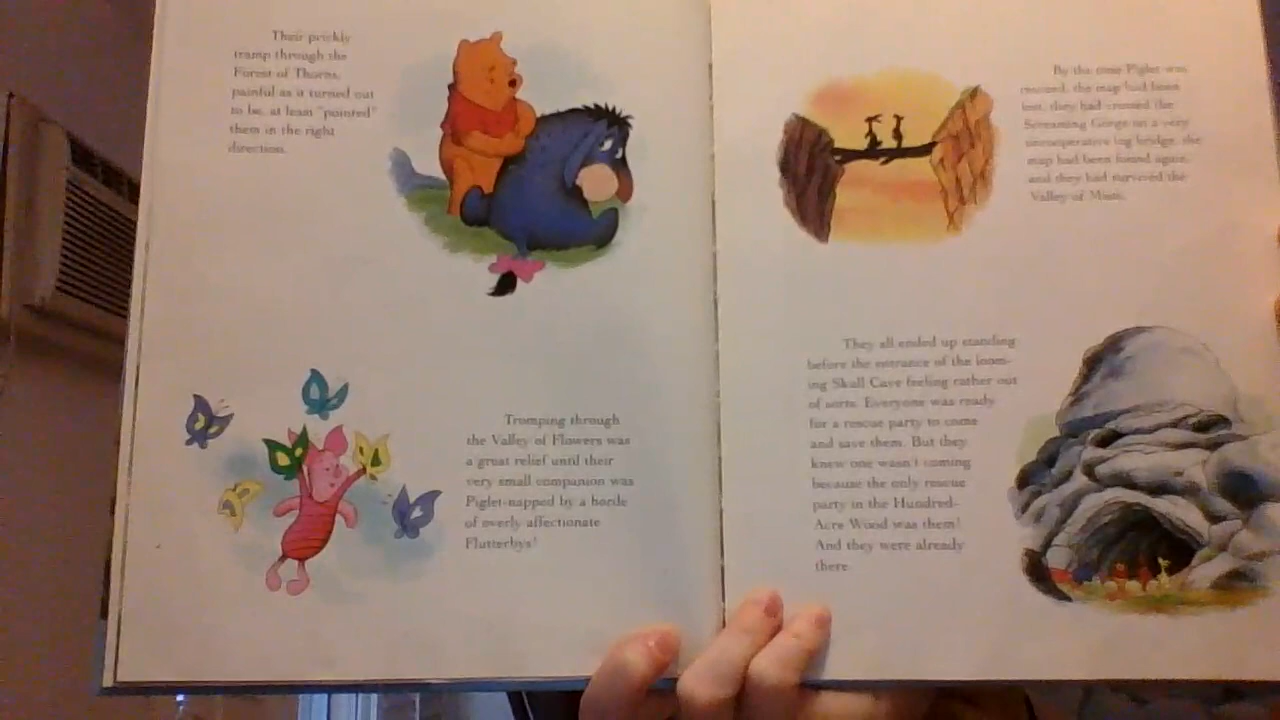 Their prickly
tramp through the
Forest of Thorns,
painful as it turned out
to be, at least "pointed"
them in the right
direction.
Tromping through
the Valley of Flowers was
a great relief until their
very small companion was
Piglet-napped by a horde
of overly affectionate
Flutterbys!
By the time Piglet was
rescued, the map had been
lost, they had crossed the
Screaming Gorge on a very
uncooperative log bridge, the
map had been found again,
and they had survived the
Valley of Mists.
They all ended up standing
before the entrance of the loom-
ing Skull Cave feeling rather out
of sorts. Everyone was ready
for a rescue party to come
and save them. But they
knew one wasn't coming
because the only rescue
party in the Hundred-
Acre Wood was them!
And they were already
there.